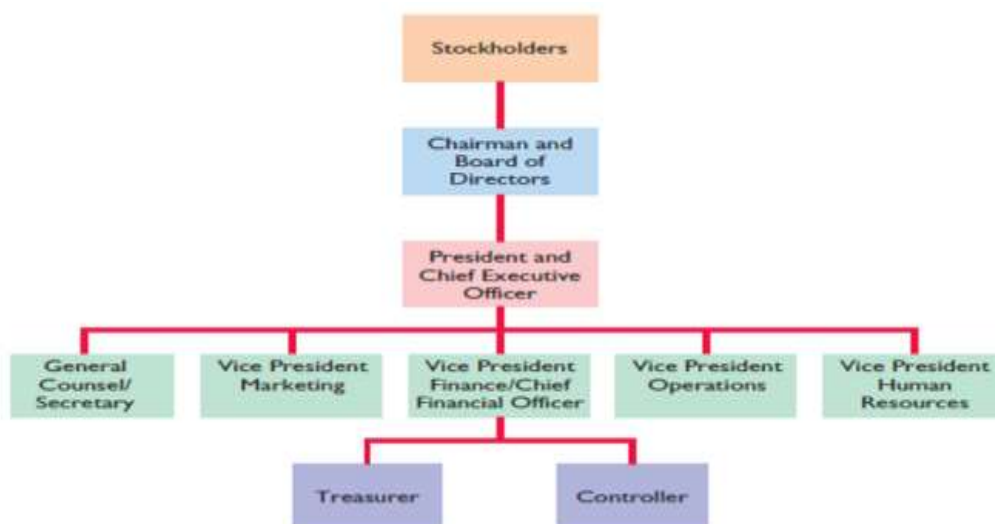 Stockholders
Chairman and
Board of
Directors
President and
Chief Executive
Officer
General
Counsel/
Secretary
Vice President
Marketing
Vice President
Finance/Chief
Financial Officer
Vice President
Operations
Vice President
Human
Resources
Treasurer
Controller